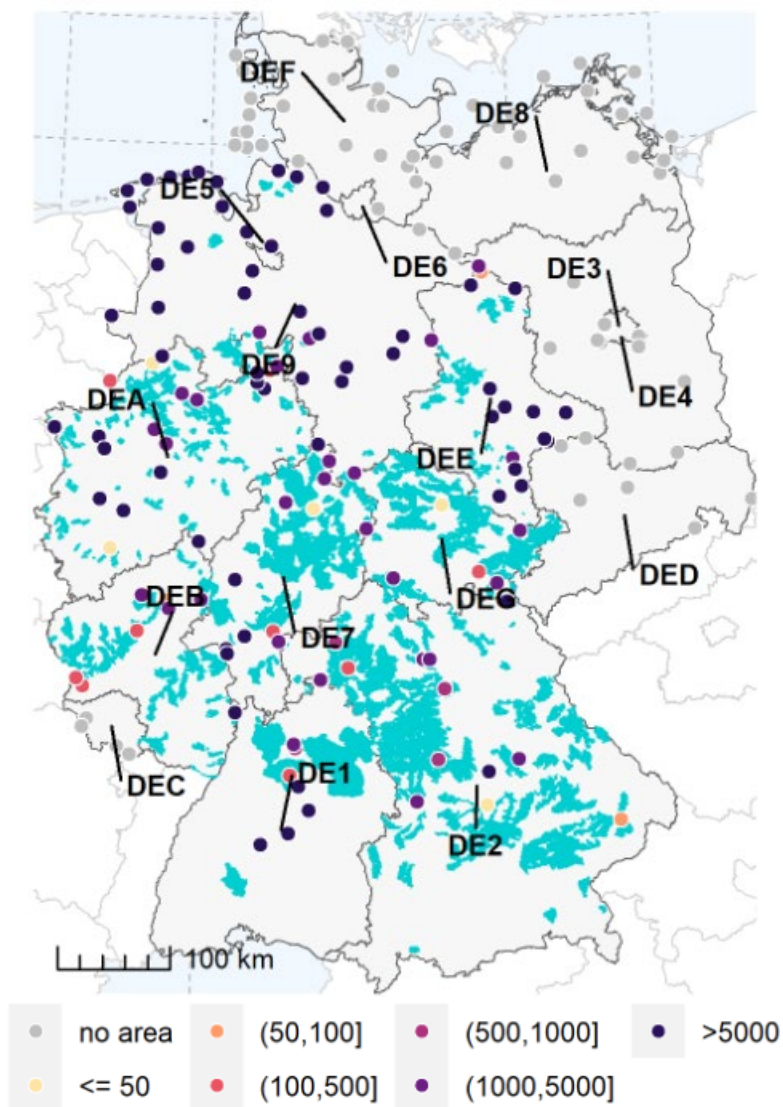 DEF
DE8
DE5
DE6
DE3
DE9
DEA
DE4
DEE
DED
DEG
DEB
DE7
DEC
DE1
DE2
100 km
no area
(50,100]
(500,1000]
>5000
<= 50
(100,500]
(1000,5000]